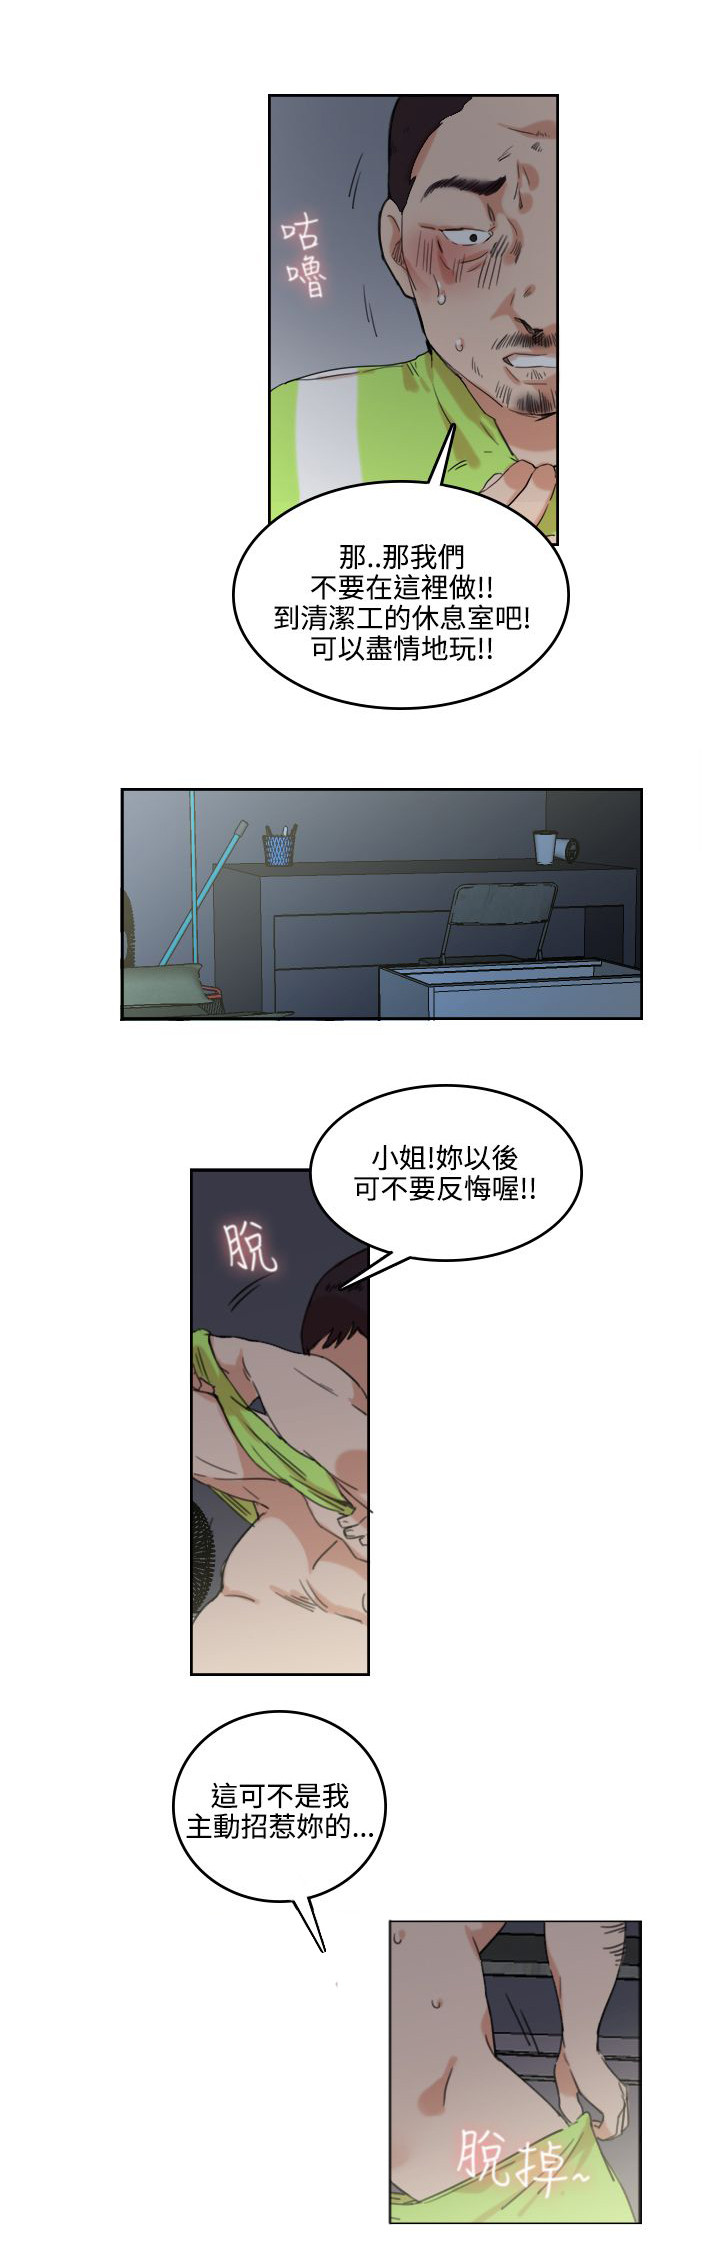 咕
嚕
那..那我們
不要在這裡做!!
到清潔工的休息室吧!
可以盡情地玩!!
小姐!妳以後
可不要反悔喔!!
脫
這可不是我
主動招惹妳的...
脫掉~